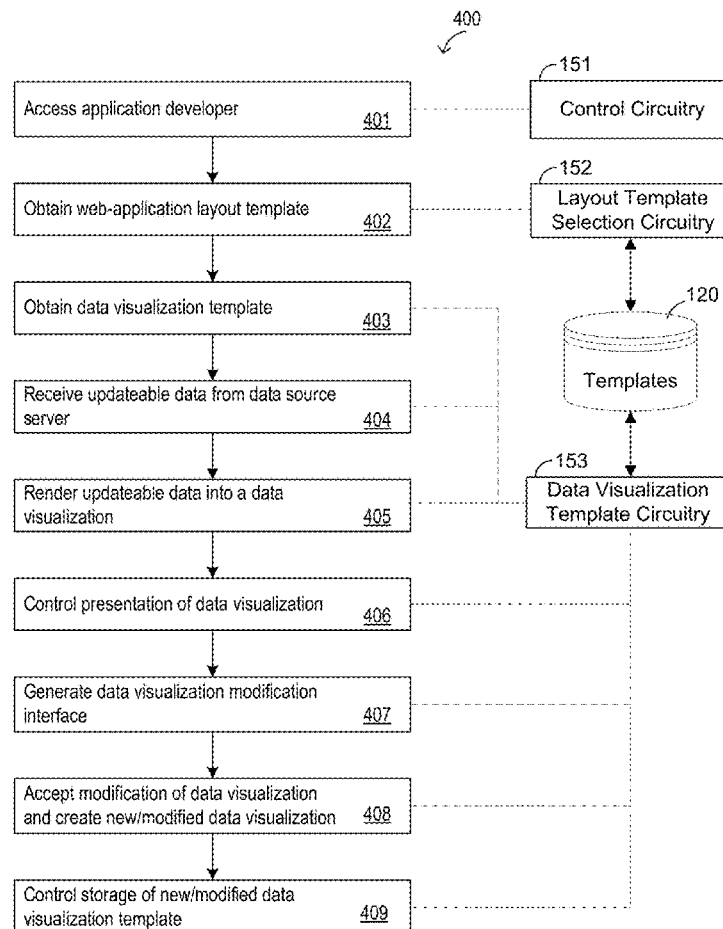 400
Access application developer
401
151
Control Circuitry
Obtain web-application layout template
402
152
Layout Template
Selection Circuitry
Obtain data visualization template
403
120
Templates
Receive updateable data from data source
server
404
Render updateable data into a data
visualization
405
153
Data Visualization
Template Circuitry
Control presentation of data visualization
406
Generate data visualization modification
interface
407
Accept modification of data visualization
and create new/modified data visualization
408
Control storage of new/modified data
visualization template
409